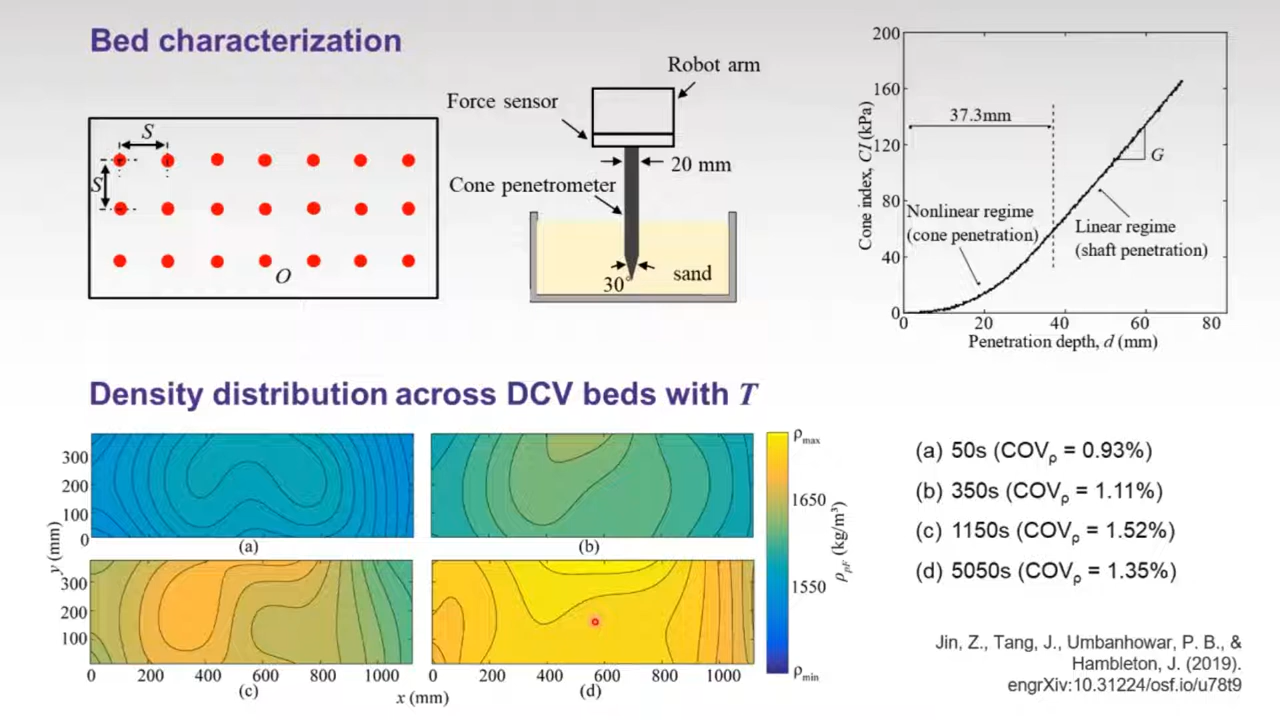 Bed characterization
S
S
O
Robot arm
Force sensor
20 mm
Cone penetrometer
30°
sand
200
160
120
80
40
0
Cone index, CI (kPa)
37.3mm
G
Nonlinear regime
(cone penetration)
Linear regime
(shaft penetration)
0 20 40 60 80
Penetration depth, d (mm)
Density distribution across DCV beds with T
300
200
100
0
(a)
(b)
y (mm)
300
200
100
0 200 400 600 800 1000
0 200 400 600 800 1000
(c)
x (mm)
(d)
ρmax
1650
1550
ρmin
ρpF (kg/m³)
(a) 50s (COVρ = 0.93%)
(b) 350s (COVρ = 1.11%)
(c) 1150s (COVρ = 1.52%)
(d) 5050s (COVρ = 1.35%)
Jin, Z., Tang, J., Umbanhowar, P. B., &
Hambleton, J. (2019).
engrXiv:10.31224/osf.io/u78t9